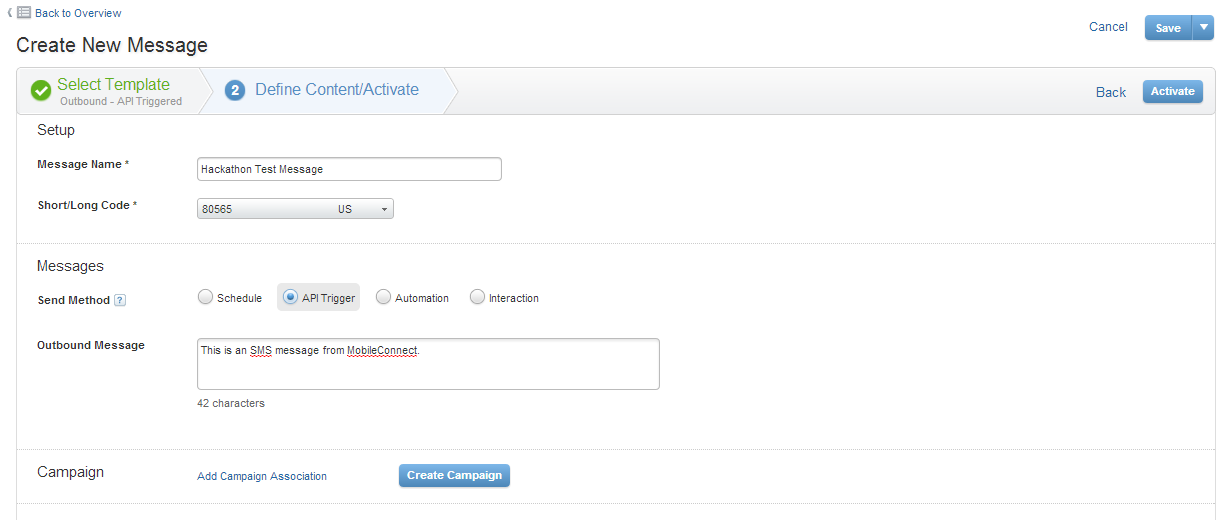 Back to Overview
Cancel Save
Create New Message
Select Template
Outbound - API Triggered
2 Define Content/Activate
Back Activate
Setup
Message Name *
Hackathon Test Message
Short/Long Code *
80565 US
Messages
Send Method ?
Schedule API Trigger Automation Interaction
Outbound Message
This is an SMS message from MobileConnect.
42 characters
Campaign Add Campaign Association Create Campaign